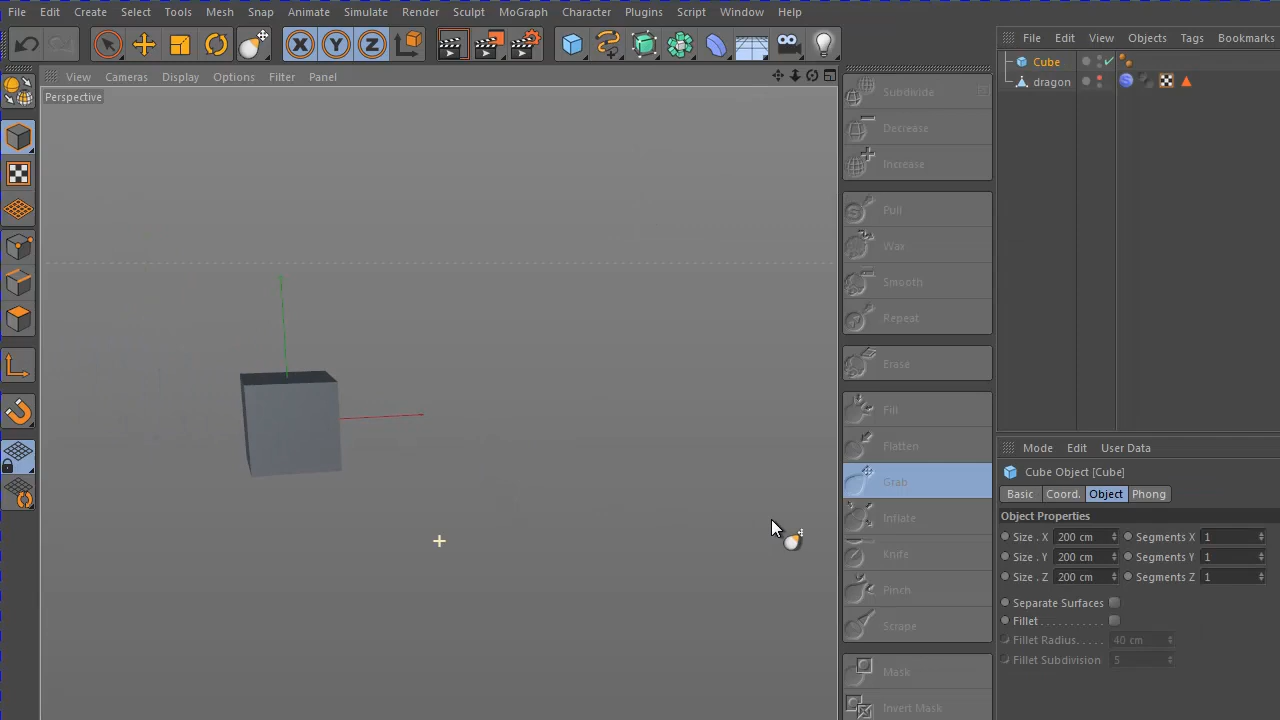 File Edit Create Select Tools Mesh Snap Animate Simulate Render Sculpt MoGraph Character Plugins Script Window Help
X Y Z
File Edit View Objects Tags Bookmarks
Cube
dragon
View Cameras Display Options Filter Panel
Perspective
Subdivide
Decrease
Increase
Pull
Wax
Smooth
Repeat
Erase
Fill
Flatten
Grab
Inflate
Knife
Pinch
Scrape
Mask
Invert Mask
Mode Edit User Data
Cube Object [Cube]
Basic Coord. Object Phong
Object Properties
Size . X 200 cm Segments X 1
Size . Y 200 cm Segments Y 1
Size . Z 200 cm Segments Z 1
Separate Surfaces
Fillet . . . . . . . . . . .
Fillet Radius. . . . . 40 cm
Fillet Subdivision 5